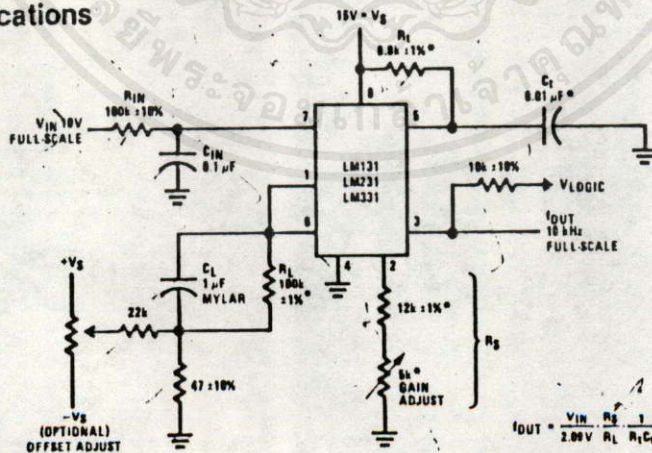 cations
15V = VS
Rt
6.8k ±1%*
8
RIN
100k ±10%
VIN 10V
FULL-SCALE
7
5
Ct
0.01 µF*
CIN
0.1 µF
1
LM131
LM231
LM331
10k ±10%
VLOGIC
6
3
fOUT
10 kHz
FULL-SCALE
4
2
CL
1 µF
MYLAR
RL
100k
±1%*
+VS
22k
12k ±1%*
RS
47 ±10%
5k*
GAIN
ADJUST
-VS
(OPTIONAL)
OFFSET ADJUST
fOUT = VIN/2.09V · RS/RL · 1/RtCt